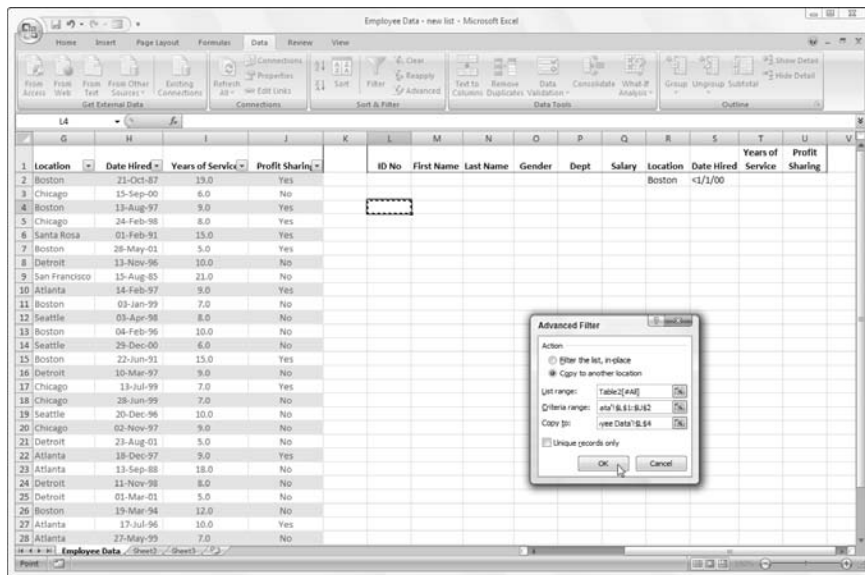 Employee Data - new list - Microsoft Excel
Home Insert Page Layout Formulas Data Review View
From Access From Web From Text From Other Sources Existing Connections
Refresh All Connections Properties Edit Links
Sort Filter Clear Reapply Advanced
Text to Columns Remove Duplicates Data Validation Consolidate What-If Analysis
Group Ungroup Subtotal Show Detail Hide Detail
Get External Data Connections Sort & Filter Data Tools Outline
L4 fx
G H I J K L M N O P Q R S T U V
1 Location Date Hired Years of Service Profit Sharing ID No First Name Last Name Gender Dept Salary Location Date Hired Years of Service Profit Sharing
2 Boston 21-Oct-87 19.0 Yes Boston <1/1/00
3 Chicago 15-Sep-00 6.0 No
4 Boston 13-Aug-97 9.0 Yes
5 Chicago 24-Feb-98 8.0 Yes
6 Santa Rosa 01-Feb-91 15.0 Yes
7 Boston 28-May-01 5.0 Yes
8 Detroit 13-Nov-96 10.0 No
9 San Francisco 15-Aug-85 21.0 No
10 Atlanta 14-Feb-97 9.0 Yes
11 Boston 03-Jan-99 7.0 No
12 Seattle 03-Apr-98 8.0 No
13 Boston 04-Feb-96 10.0 No
14 Seattle 29-Dec-00 6.0 No
15 Boston 22-Jun-91 15.0 Yes
16 Detroit 10-Mar-97 9.0 No
17 Chicago 13-Jul-99 7.0 Yes
18 Chicago 28-Jun-99 7.0 No
19 Seattle 20-Dec-96 10.0 No
20 Chicago 02-Nov-97 9.0 No
21 Detroit 23-Aug-01 5.0 No
22 Atlanta 18-Dec-97 9.0 Yes
23 Atlanta 13-Sep-88 18.0 No
24 Detroit 11-Nov-98 8.0 No
25 Detroit 01-Mar-01 5.0 No
26 Boston 19-Mar-94 12.0 No
27 Atlanta 17-Jul-96 10.0 Yes
28 Atlanta 27-May-99 7.0 No
Advanced Filter
Action
Filter the list, in-place
Copy to another location
List range: Table2[#All]
Criteria range: ata'!$L$1:$U$2
Copy to: yee Data'!$L$4
Unique records only
OK Cancel
Employee Data Sheet2 Sheet3
Point 100%